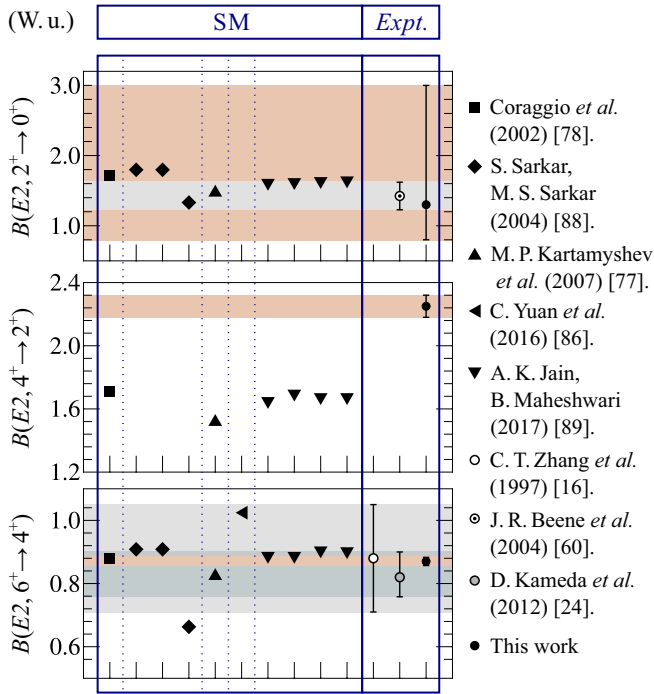 (W. u.)
SM
Expt.
B(E2, 2⁺→0⁺)
3.0
2.0
1.0
B(E2, 4⁺→2⁺)
2.4
2.0
1.6
1.2
B(E2, 6⁺→4⁺)
1.0
0.8
0.6
Coraggio et al.
(2002) [78].
S. Sarkar,
M. S. Sarkar
(2004) [88].
M. P. Kartamyshev
et al. (2007) [77].
C. Yuan et al.
(2016) [86].
A. K. Jain,
B. Maheshwari
(2017) [89].
C. T. Zhang et al.
(1997) [16].
J. R. Beene et al.
(2004) [60].
D. Kameda et al.
(2012) [24].
This work